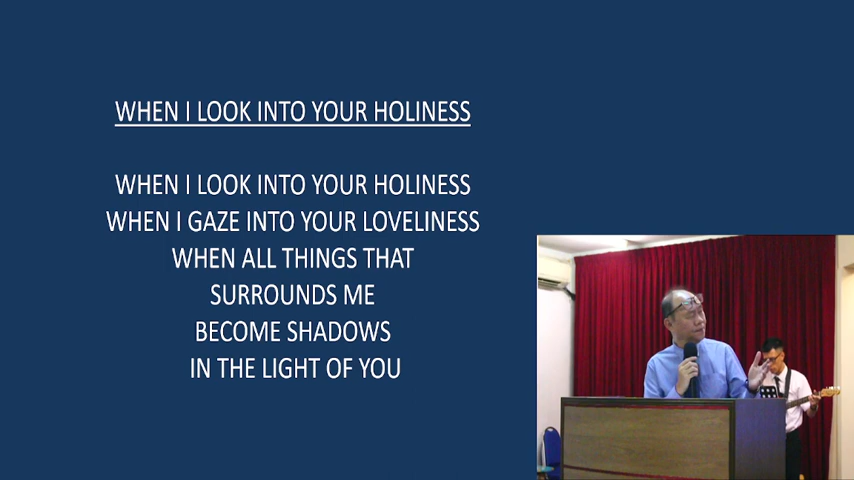 WHEN I LOOK INTO YOUR HOLINESS
WHEN I LOOK INTO YOUR HOLINESS
WHEN I GAZE INTO YOUR LOVELINESS
WHEN ALL THINGS THAT
SURROUNDS ME
BECOME SHADOWS
IN THE LIGHT OF YOU